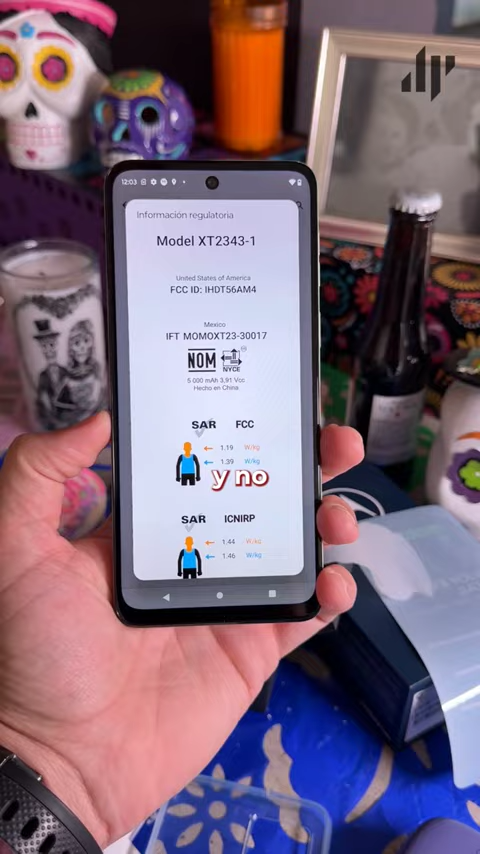 12:03
Información regulatoria
Model XT2343-1
United States of America
FCC ID: IHDT56AM4
Mexico
IFT MOMOXT23-30017
NOM
NYCE
5 000 mAh 3,91 Vcc
Hecho en China
SAR FCC
1.19 W/kg
1.39 W/kg
y no
SAR ICNIRP
1.44 W/kg
1.46 W/kg